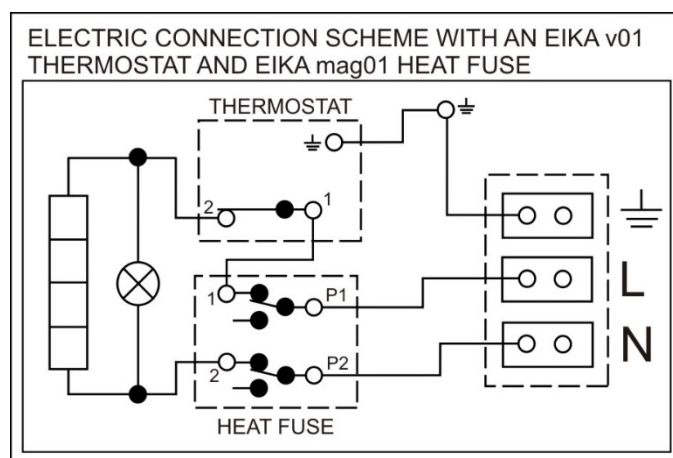 ELECTRIC CONNECTION SCHEME WITH AN EIKA v01
THERMOSTAT AND EIKA mag01 HEAT FUSE
THERMOSTAT
2
1
L
1
P1
N
2
P2
HEAT FUSE